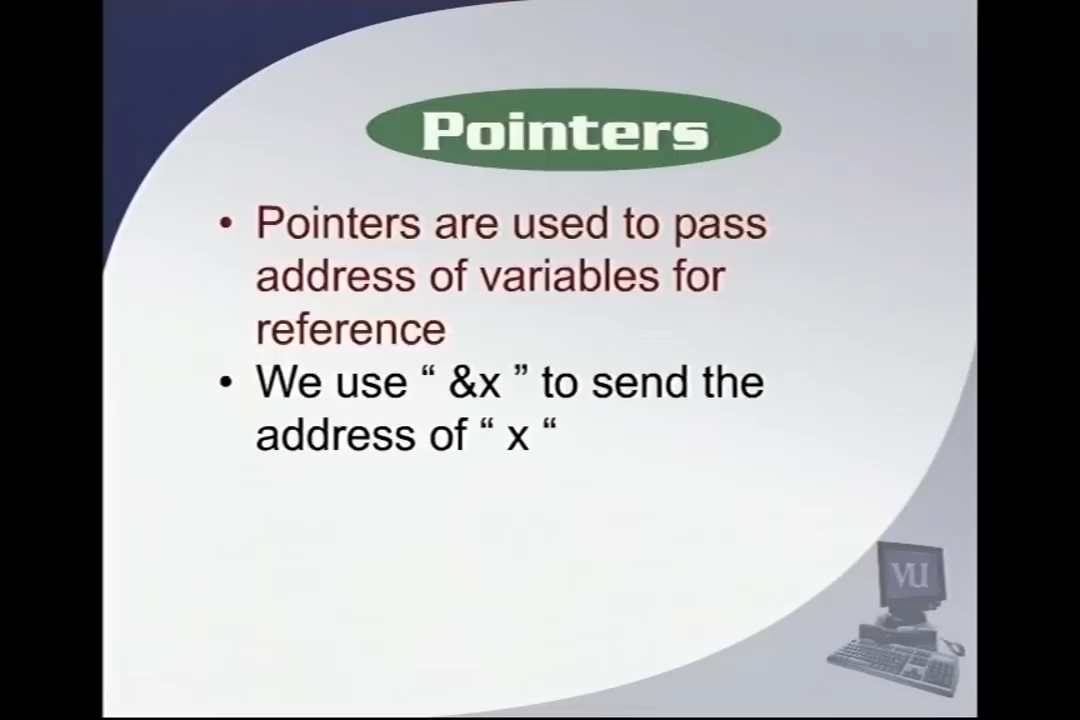 Pointers
• Pointers are used to pass
address of variables for
reference
• We use “ &x ” to send the
address of “ x “
VU